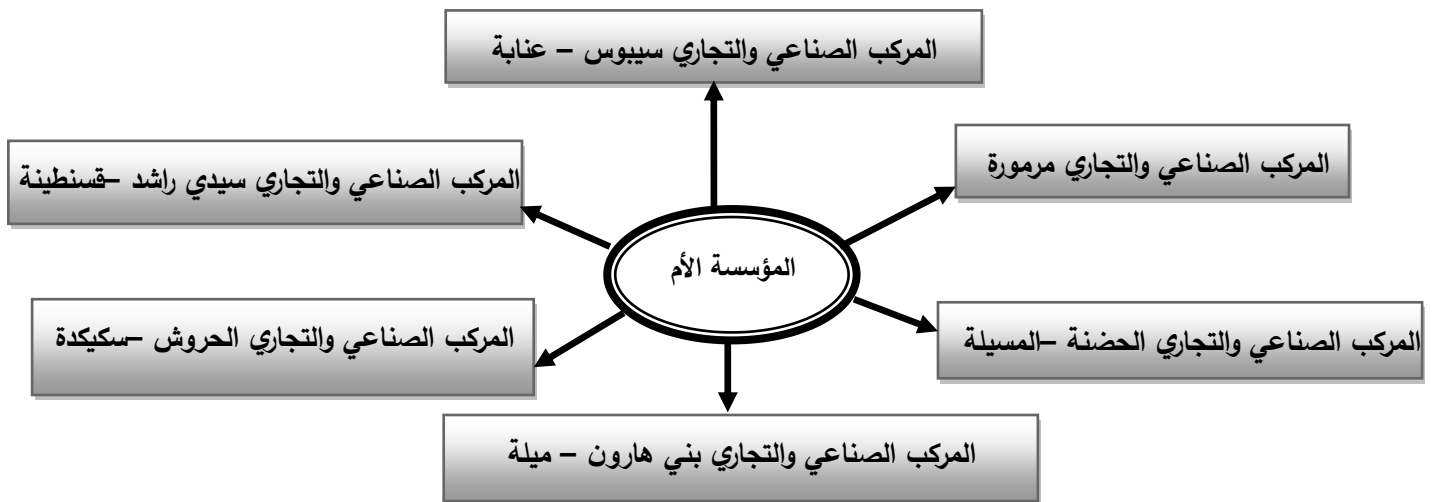 المركب الصناعي والتجاري سيبوس – عنابة
المركب الصناعي والتجاري مرمورة
المركب الصناعي والتجاري سيدي راشد –قسنطينة
المؤسسة الأم
المركب الصناعي والتجاري الحضنة –المسيلة
المركب الصناعي والتجاري الحروش –سكيكدة
المركب الصناعي والتجاري بني هارون – ميلة